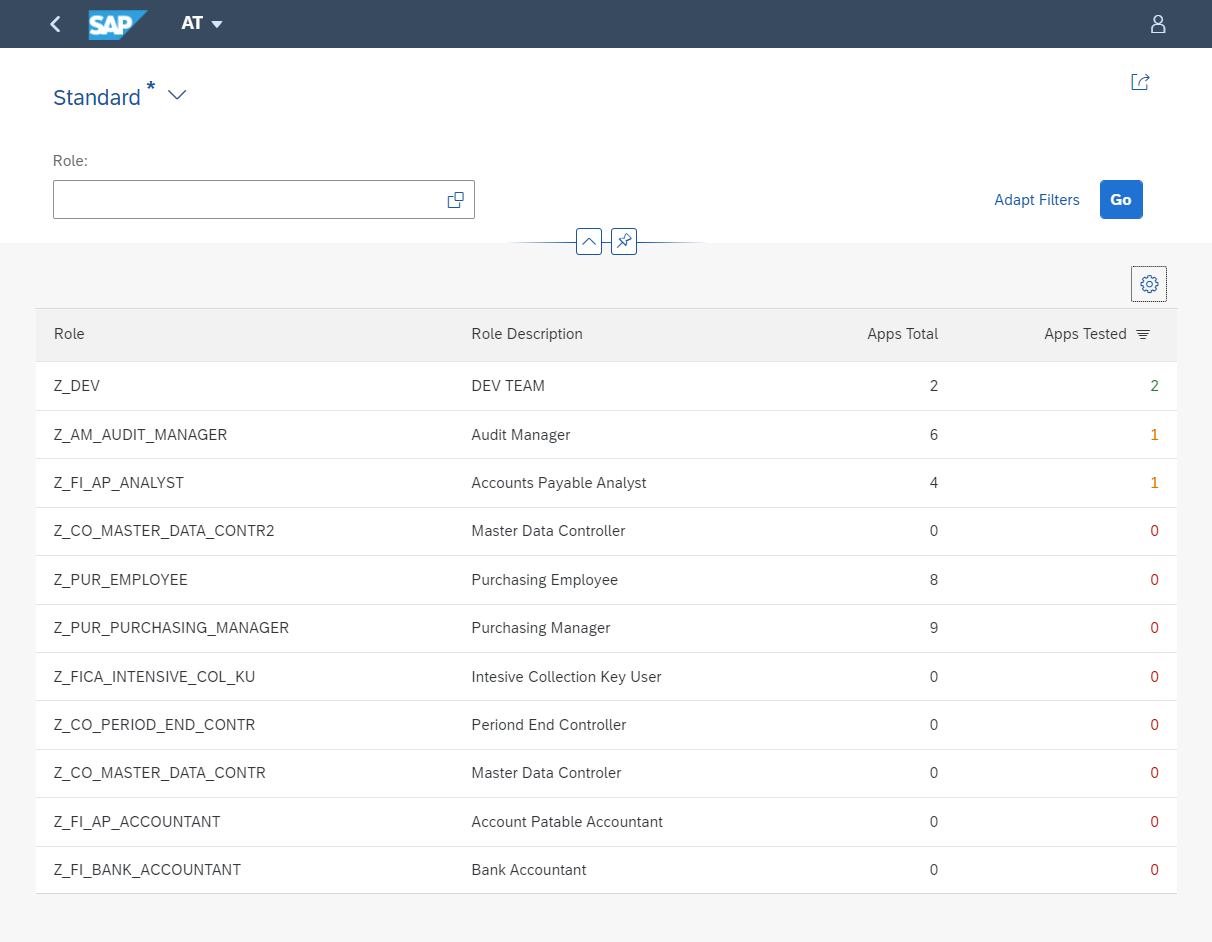 SAP AT
Standard *
Role:
Adapt Filters Go
Role Role Description Apps Total Apps Tested
Z_DEV DEV TEAM 2 2
Z_AM_AUDIT_MANAGER Audit Manager 6 1
Z_FI_AP_ANALYST Accounts Payable Analyst 4 1
Z_CO_MASTER_DATA_CONTR2 Master Data Controller 0 0
Z_PUR_EMPLOYEE Purchasing Employee 8 0
Z_PUR_PURCHASING_MANAGER Purchasing Manager 9 0
Z_FICA_INTENSIVE_COL_KU Intesive Collection Key User 0 0
Z_CO_PERIOD_END_CONTR Periond End Controller 0 0
Z_CO_MASTER_DATA_CONTR Master Data Controler 0 0
Z_FI_AP_ACCOUNTANT Account Patable Accountant 0 0
Z_FI_BANK_ACCOUNTANT Bank Accountant 0 0